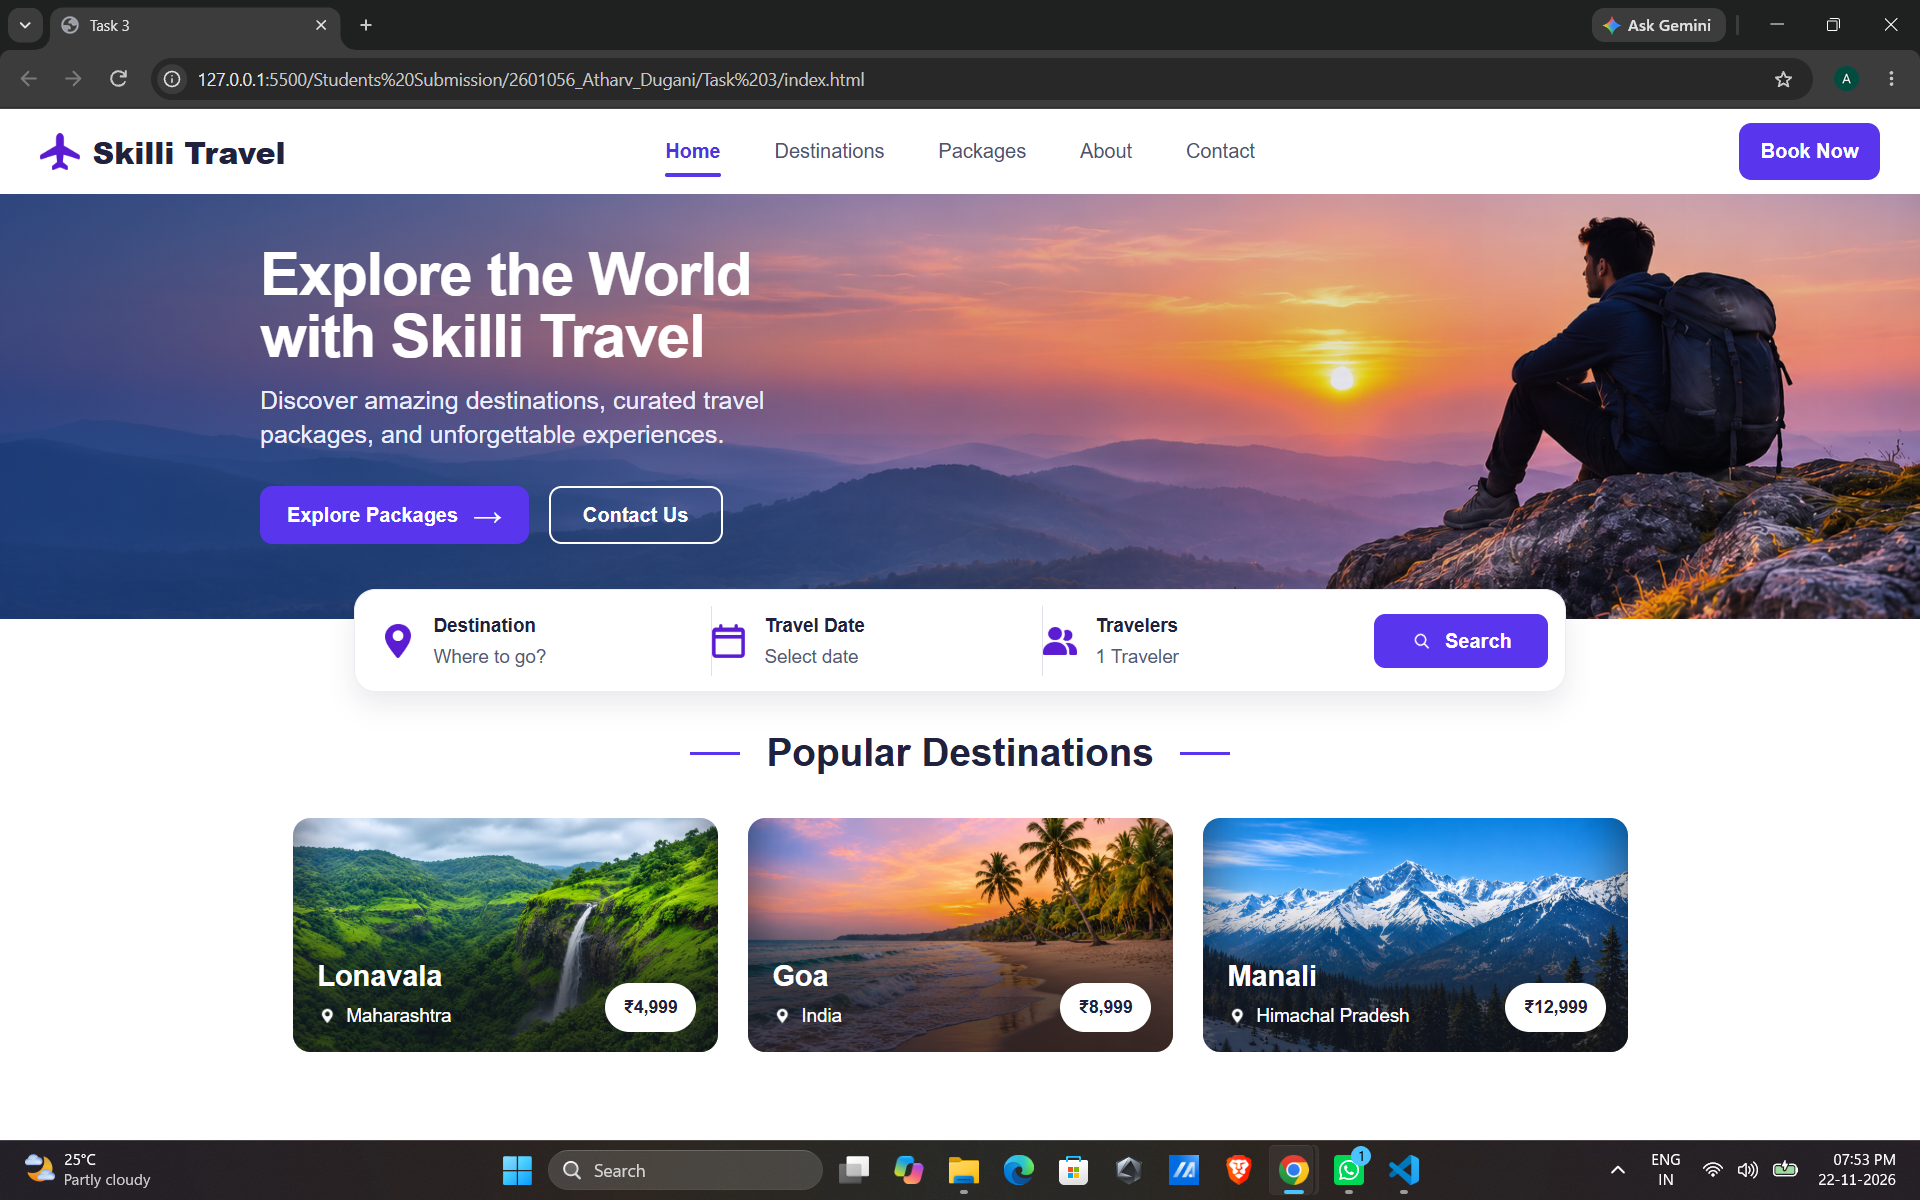 Task 3
Ask Gemini
127.0.0.1:5500/Students%20Submission/2601056_Atharv_Dugani/Task%203/index.html
A
Skilli Travel
Home
Destinations
Packages
About
Contact
Book Now
Explore the World
with Skilli Travel
Discover amazing destinations, curated travel
packages, and unforgettable experiences.
Explore Packages
Contact Us
Destination
Where to go?
Travel Date
Select date
Travelers
1 Traveler
Search
Popular Destinations
Lonavala
Maharashtra
₹4,999
Goa
India
₹8,999
Manali
Himachal Pradesh
₹12,999
25°C
Partly cloudy
Search
1
ENG
IN
07:53 PM
22-11-2026